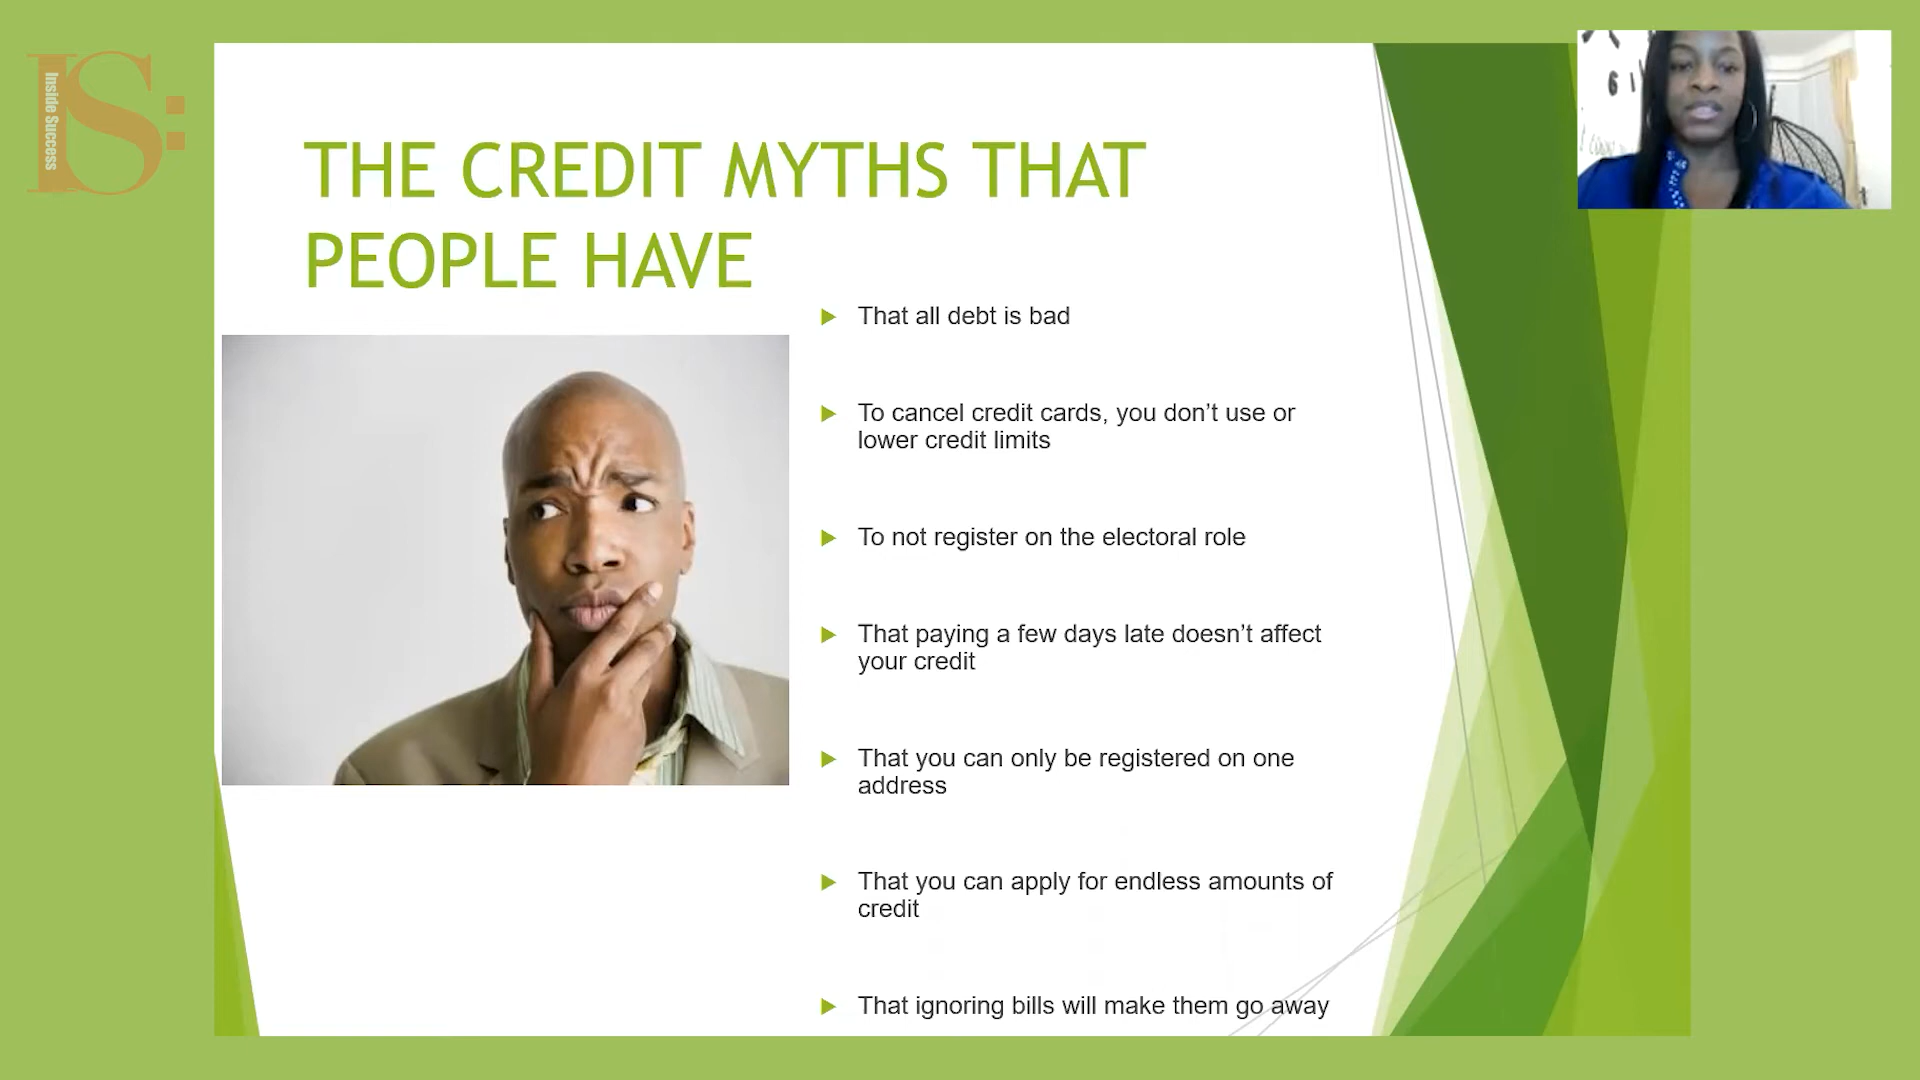 Inside Success
IS:
THE CREDIT MYTHS THAT
PEOPLE HAVE
That all debt is bad
To cancel credit cards, you don’t use or
lower credit limits
To not register on the electoral role
That paying a few days late doesn’t affect
your credit
That you can only be registered on one
address
That you can apply for endless amounts of
credit
That ignoring bills will make them go away